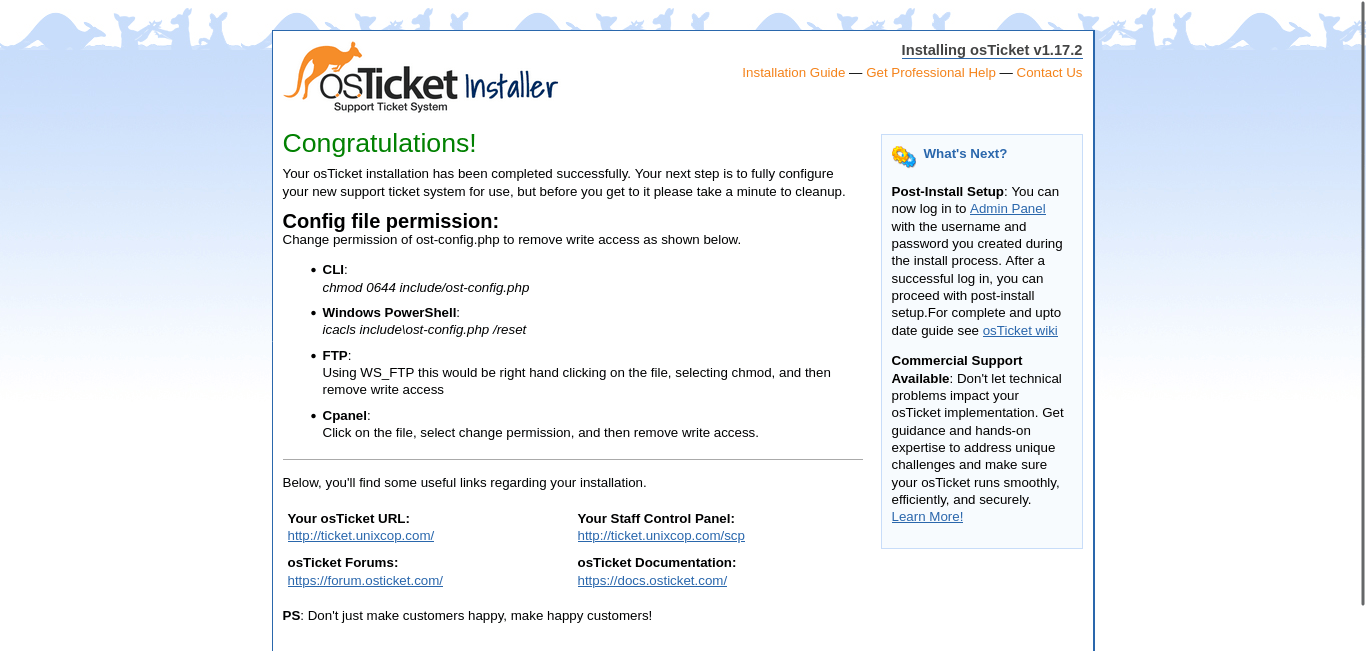 osTicket Installer
Support Ticket System
Installing osTicket v1.17.2
Installation Guide — Get Professional Help — Contact Us
Congratulations!
Your osTicket installation has been completed successfully. Your next step is to fully configure
your new support ticket system for use, but before you get to it please take a minute to cleanup.
Config file permission:
Change permission of ost-config.php to remove write access as shown below.
• CLI:
chmod 0644 include/ost-config.php
• Windows PowerShell:
icacls include\ost-config.php /reset
• FTP:
Using WS_FTP this would be right hand clicking on the file, selecting chmod, and then
remove write access
• Cpanel:
Click on the file, select change permission, and then remove write access.
Below, you'll find some useful links regarding your installation.
Your osTicket URL:
http://ticket.unixcop.com/
Your Staff Control Panel:
http://ticket.unixcop.com/scp
osTicket Forums:
https://forum.osticket.com/
osTicket Documentation:
https://docs.osticket.com/
PS: Don't just make customers happy, make happy customers!
What's Next?
Post-Install Setup: You can
now log in to Admin Panel
with the username and
password you created during
the install process. After a
successful log in, you can
proceed with post-install
setup.For complete and upto
date guide see osTicket wiki
Commercial Support
Available: Don't let technical
problems impact your
osTicket implementation. Get
guidance and hands-on
expertise to address unique
challenges and make sure
your osTicket runs smoothly,
efficiently, and securely.
Learn More!